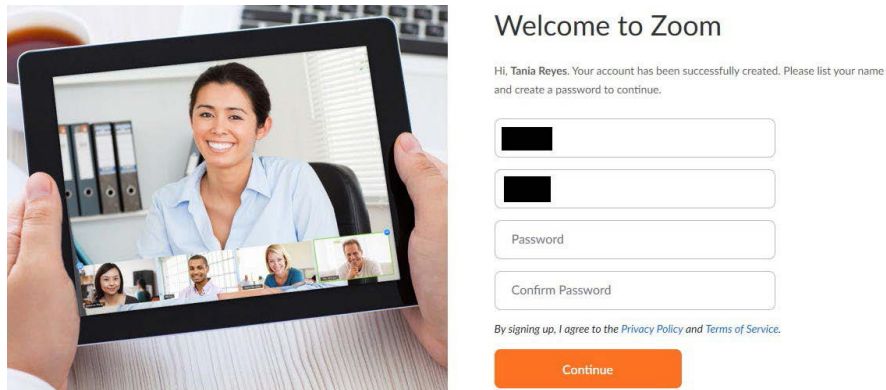 Welcome to Zoom
Hi, Tania Reyes. Your account has been successfully created. Please list your name
and create a password to continue.
Password
Confirm Password
By signing up, I agree to the Privacy Policy and Terms of Service.
Continue